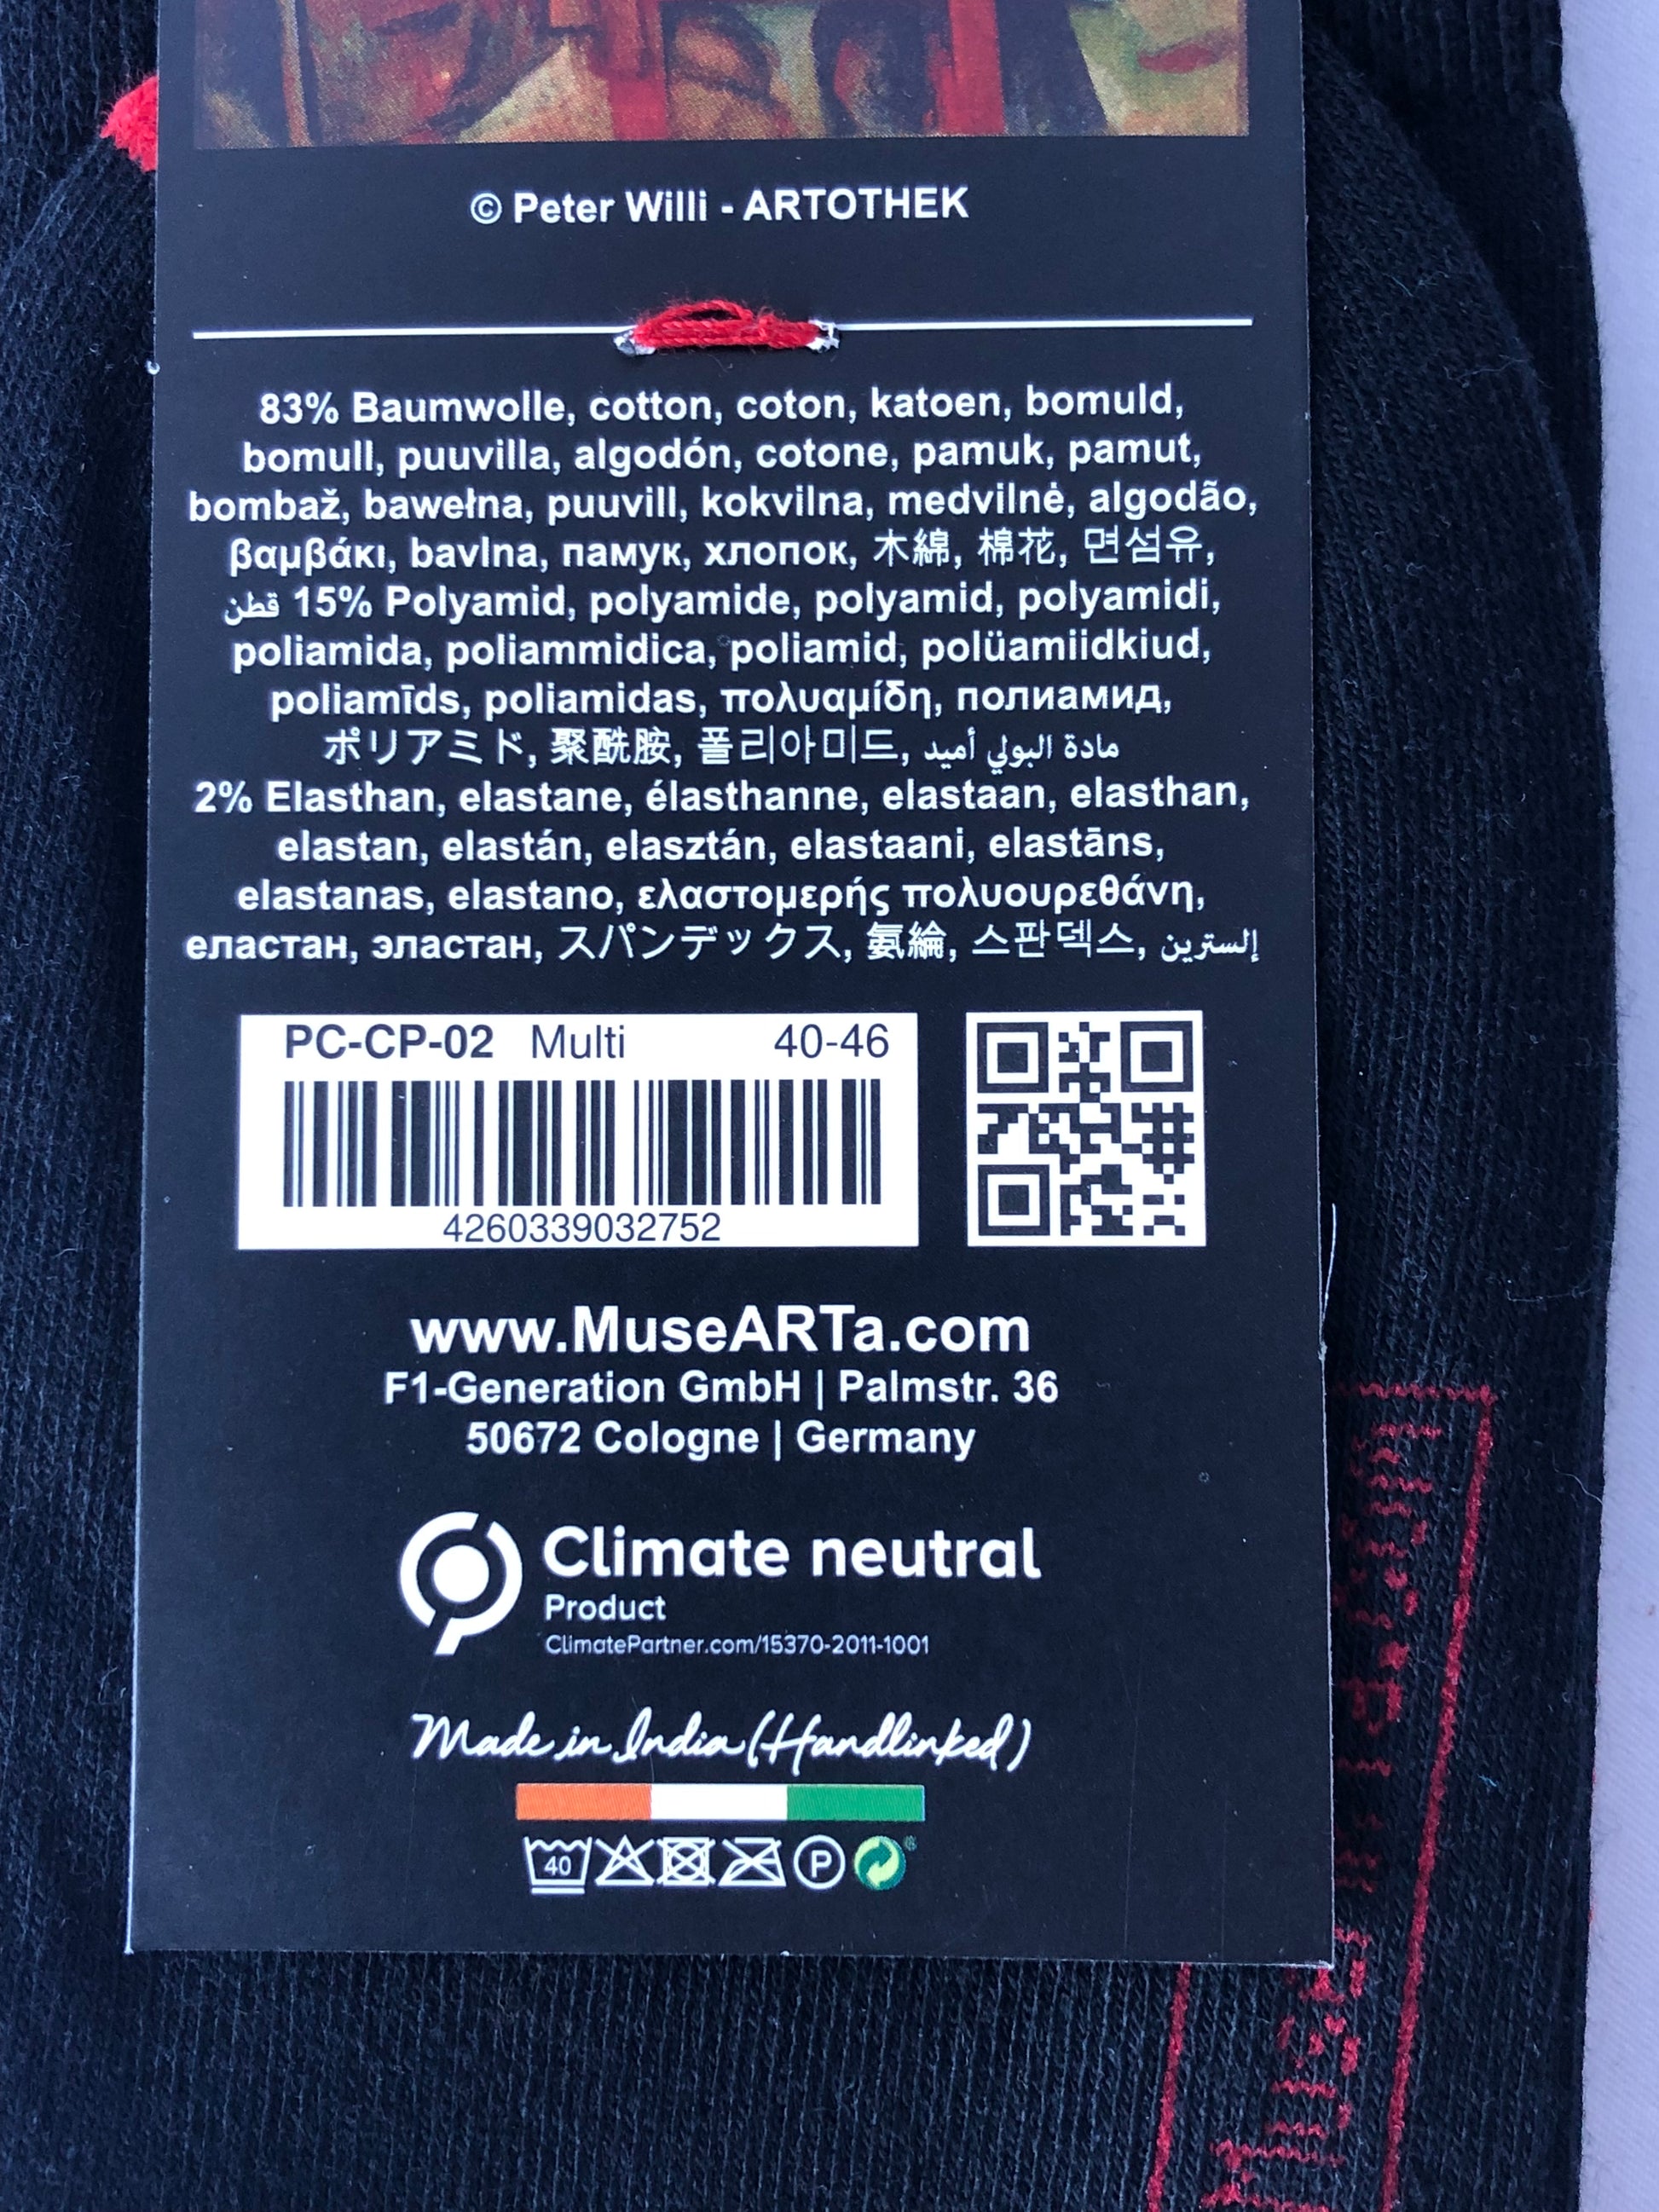 © Peter Willi - ARTOTHEK
83% Baumwolle, cotton, coton, katoen, bomuld,
bomull, puuvilla, algodón, cotone, pamuk, pamut,
bombaž, bawełna, puuvill, kokvilna, medvilnė, algodão,
βαμβάκι, bavlna, памук, хлопок, 木綿, 棉花, 면섬유,
قطن 15% Polyamid, polyamide, polyamid, polyamidi,
poliamida, poliammidica, poliamid, polüamiidkiud,
poliamīds, poliamidas, πολυαμίδη, полиамид,
ポリアミド, 聚酰胺, 폴리아미드, مادة البولي أميد
2% Elasthan, elastane, élasthanne, elastaan, elasthan,
elastan, elastán, elasztán, elastaani, elastāns,
elastanas, elastano, ελαστομερής πολυουρεθάνη,
еластан, эластан, スパンデックス, 氨綸, 스판덱스, إلسترين
PC-CP-02 Multi 40-46
4260339032752
www.MuseARTa.com
F1-Generation GmbH | Palmstr. 36
50672 Cologne | Germany
Climate neutral
Product
ClimatePartner.com/15370-2011-1001
Made in India (Handlinked)
40
P